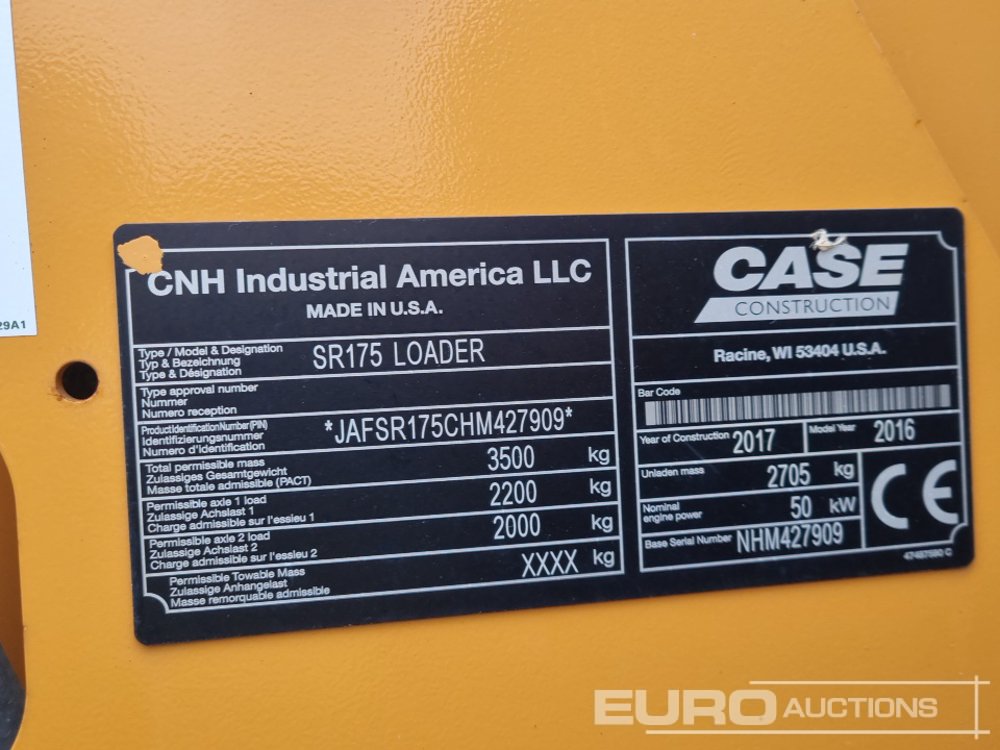 29A1
CNH Industrial America LLC
MADE IN U.S.A.
Type / Model & Designation
Typ & Bezeichnung
Type & Désignation
SR175 LOADER
Type approval number
Nummer
Numero reception
Product Identification Number (PIN)
Identifizierungsnummer
Numéro d'identification
*JAFSR175CHM427909*
Total permissible mass
Zulassiges Gesamtgewicht
Masse totale admissible (PACT)
3500 kg
Permissible axle 1 load
Zulassige Achslast 1
Charge admissible sur l'essieu 1
2200 kg
Permissible axle 2 load
Zulassige Achslast 2
Charge admissible sur l'essieu 2
2000 kg
Permissible Towable Mass
Zulassige Anhangelast
Masse remorquable admissible
XXXX kg
CASE
CONSTRUCTION
Racine, WI 53404 U.S.A.
Bar Code
Year of Construction 2017 Model Year 2016
Unladen mass 2705 kg
Nominal
engine power 50 kW
Base Serial Number NHM427909
CE
47487580 C
EURO AUCTIONS